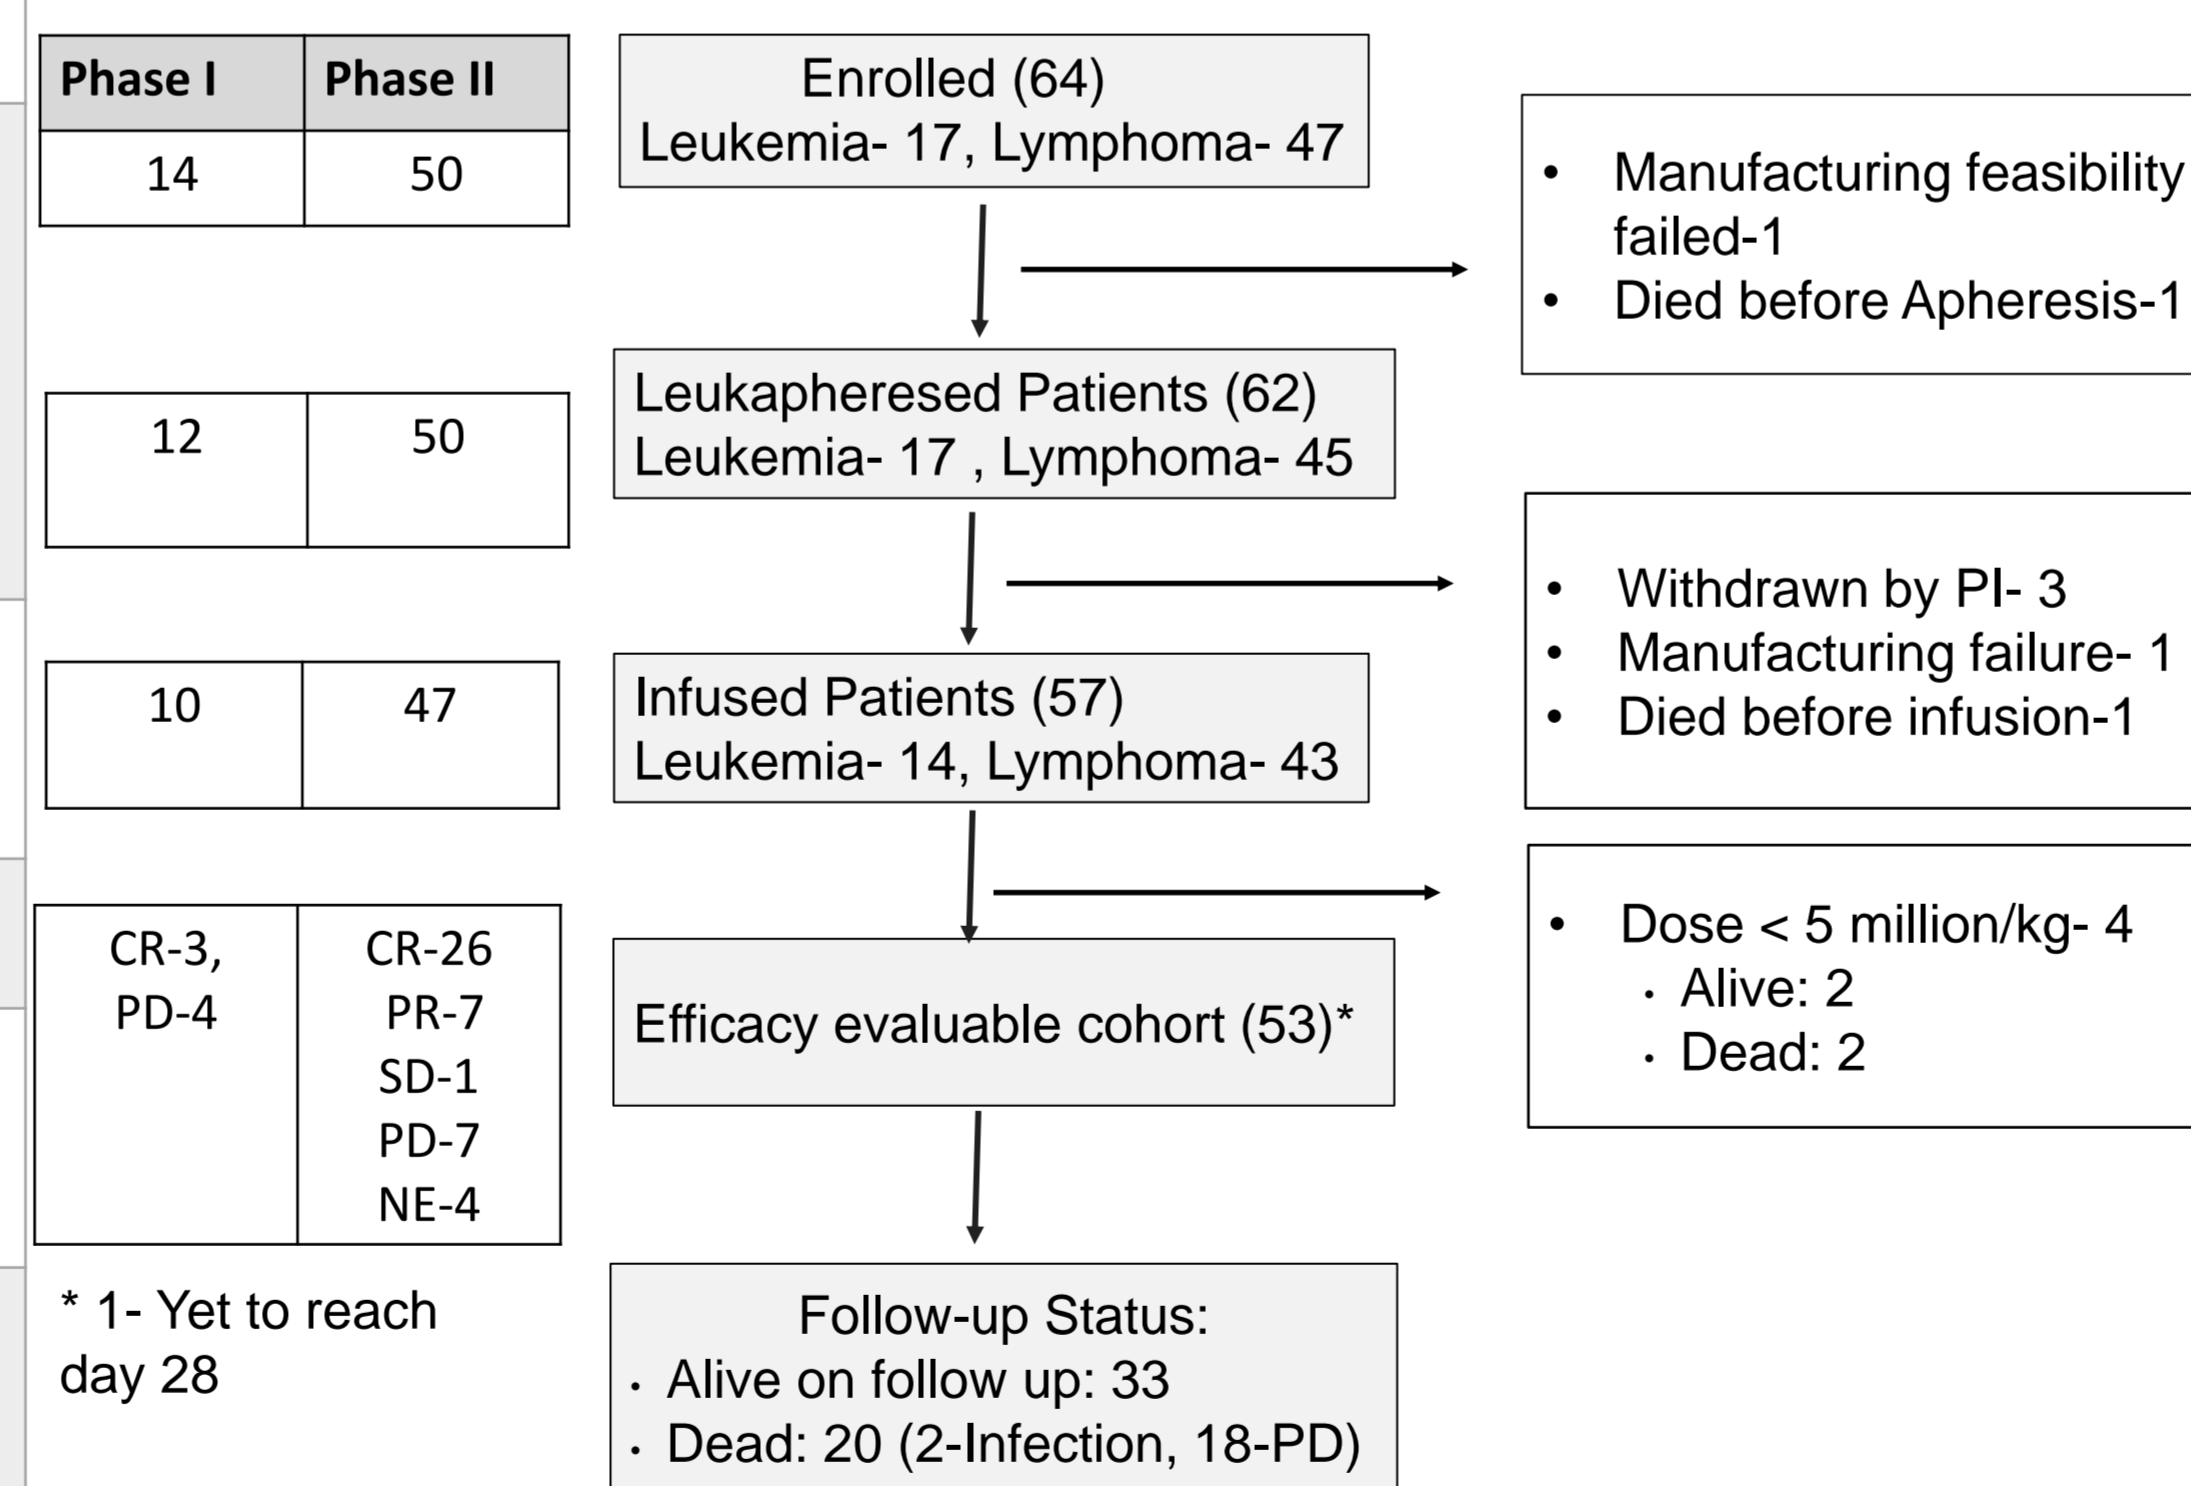 Phase I Phase II
14 50
Enrolled (64)
Leukemia- 17, Lymphoma- 47
• Manufacturing feasibility
failed-1
• Died before Apheresis-1
12 50
Leukapheresed Patients (62)
Leukemia- 17 , Lymphoma- 45
• Withdrawn by PI- 3
• Manufacturing failure- 1
• Died before infusion-1
10 47
Infused Patients (57)
Leukemia- 14, Lymphoma- 43
• Dose < 5 million/kg- 4
• Alive: 2
• Dead: 2
CR-3,
PD-4
CR-26
PR-7
SD-1
PD-7
NE-4
Efficacy evaluable cohort (53)*
* 1- Yet to reach
day 28
Follow-up Status:
• Alive on follow up: 33
• Dead: 20 (2-Infection, 18-PD)